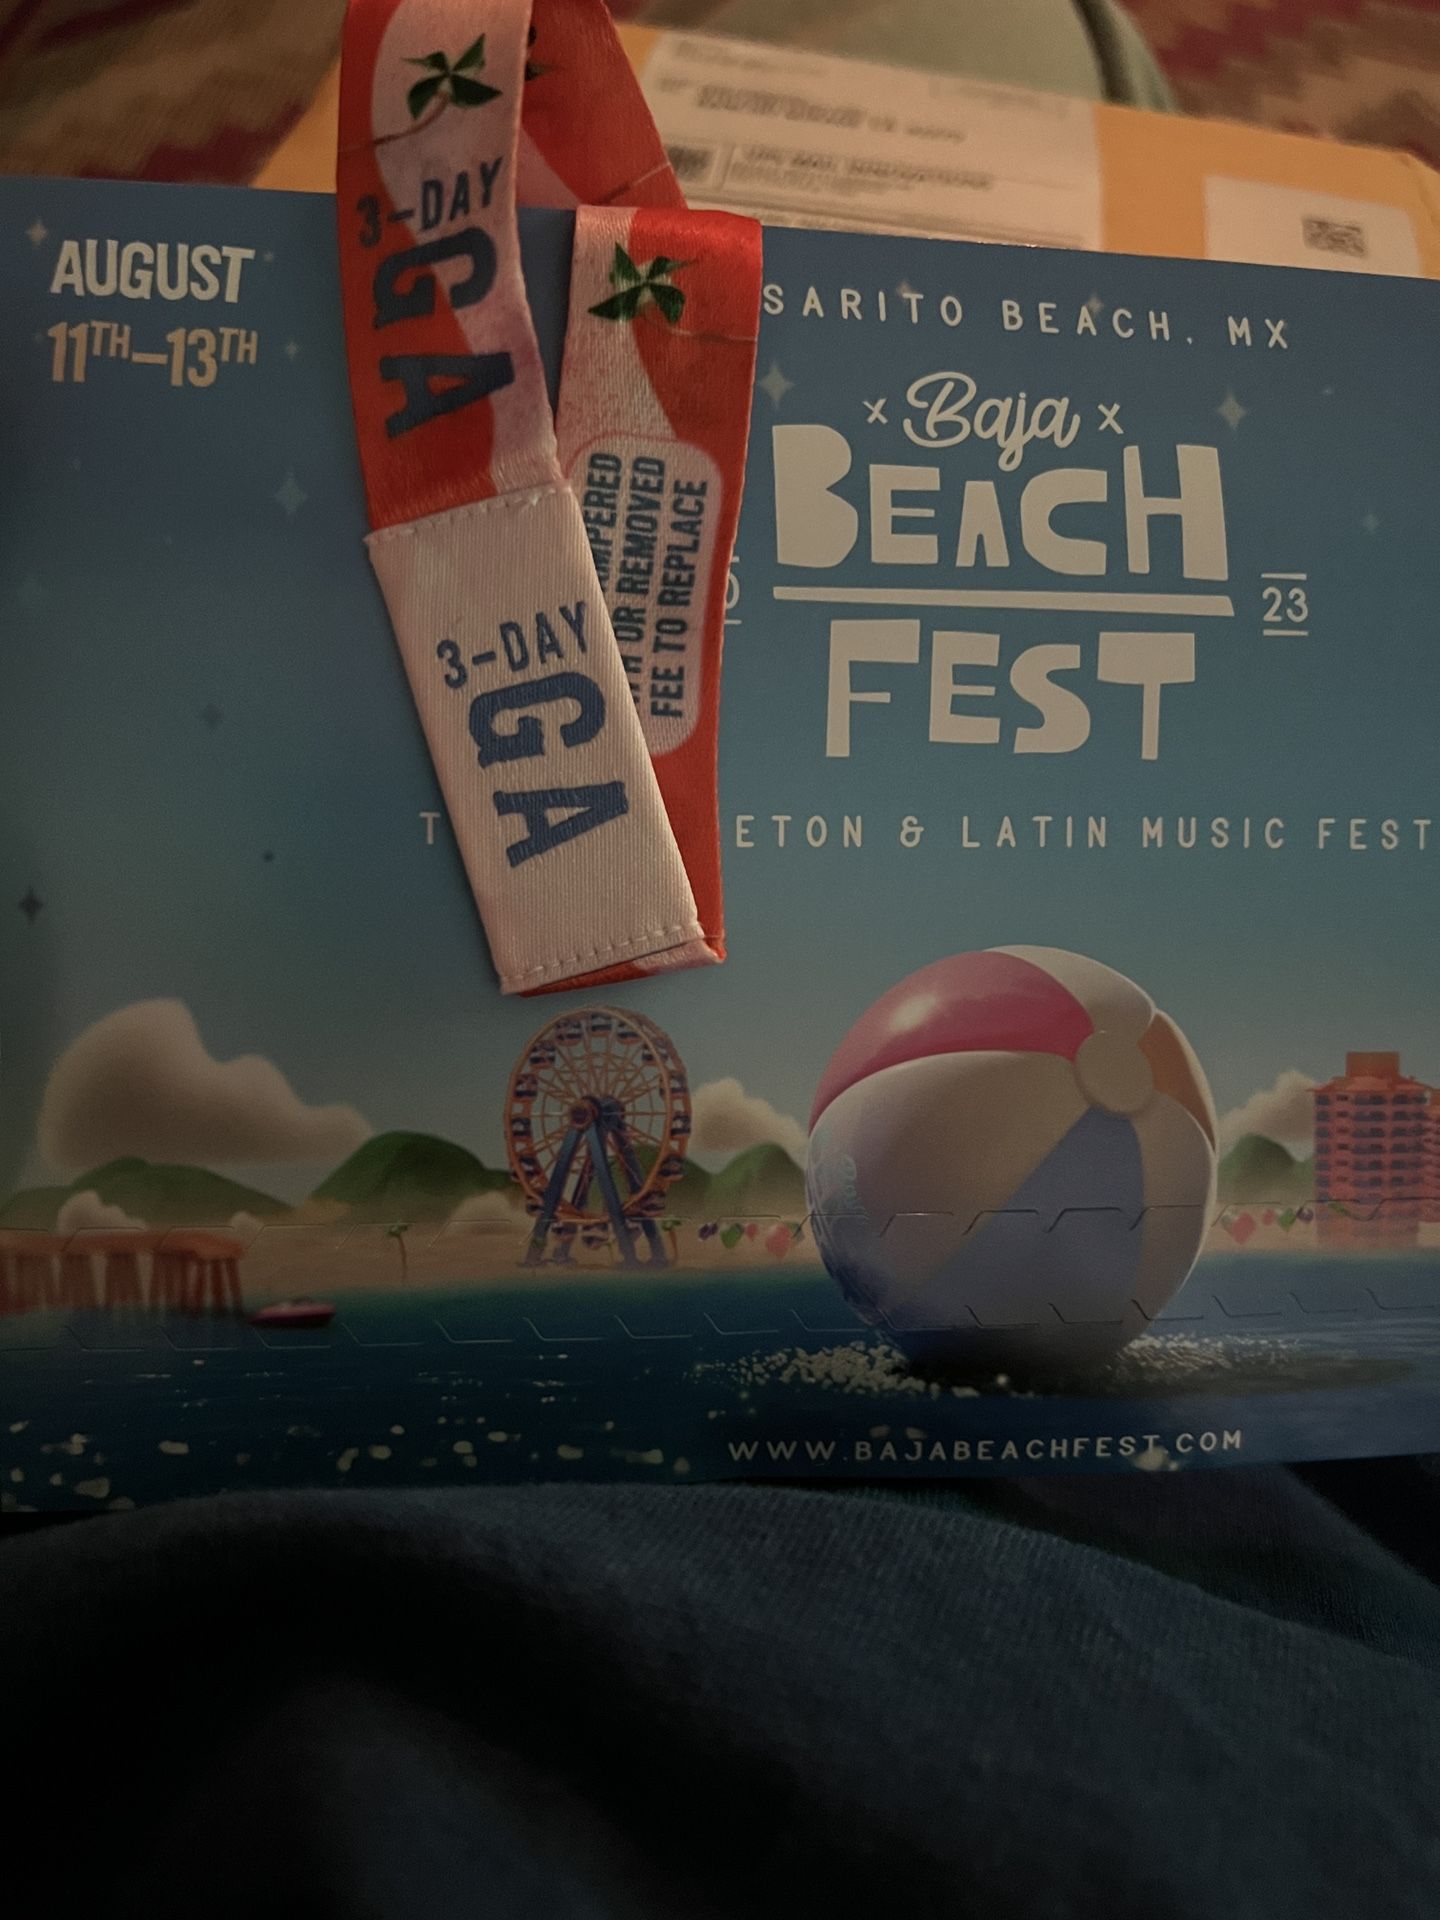 3-DAY
GA
AUGUST
11TH–13TH
SARITO BEACH, MX
x Baja x
BEACH
FEST
23
3-DAY
GA
OR REMOVED
FEE TO REPLACE
T
ETON & LATIN MUSIC FEST
WWW.BAJABEACHFEST.COM